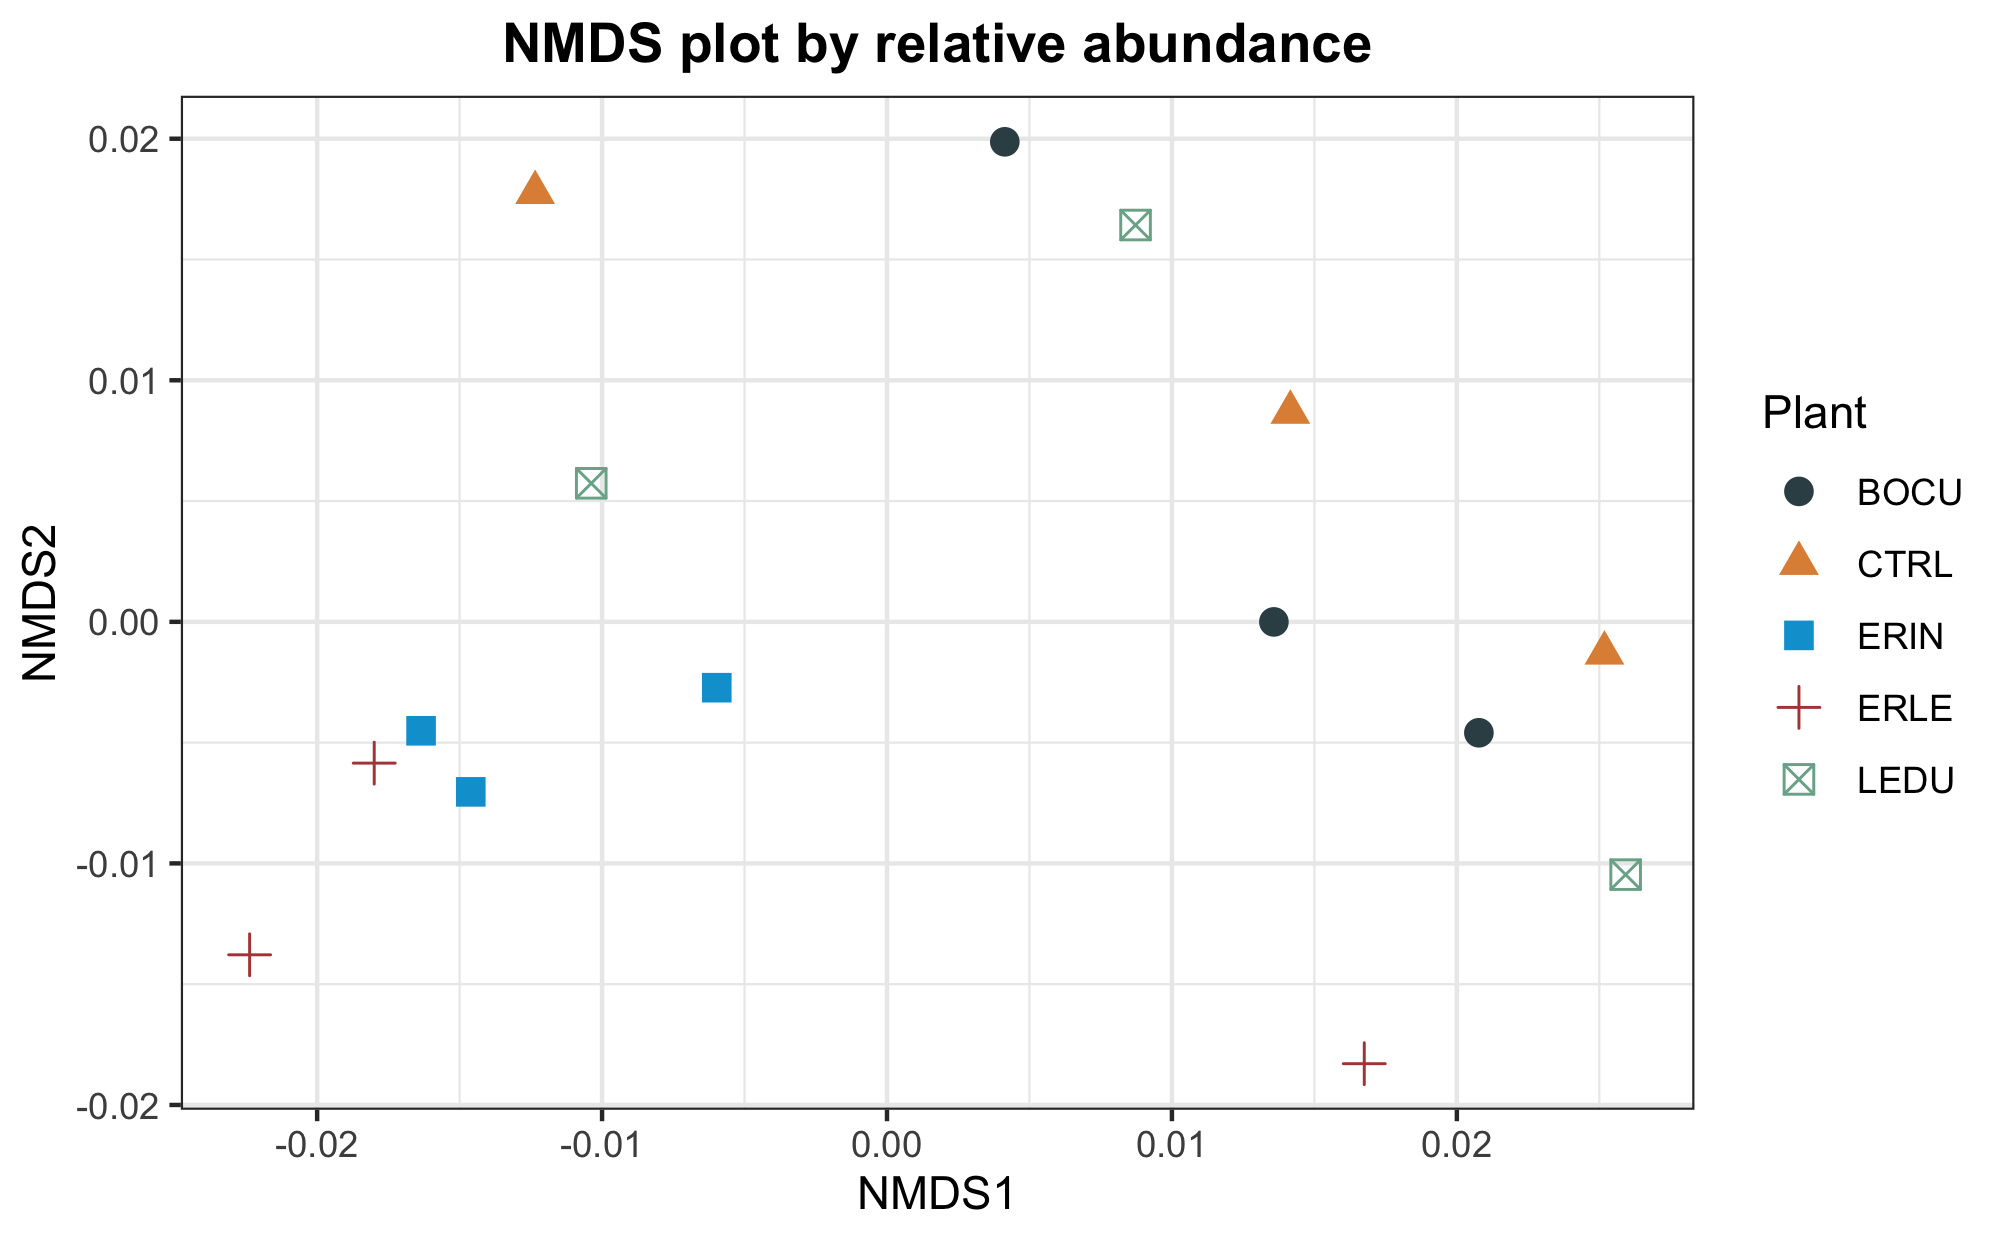 NMDS plot by relative abundance
0.02
0.01
0.00
-0.01
-0.02
NMDS2
-0.02 -0.01 0.00 0.01 0.02
NMDS1
Plant
BOCU
CTRL
ERIN
ERLE
LEDU